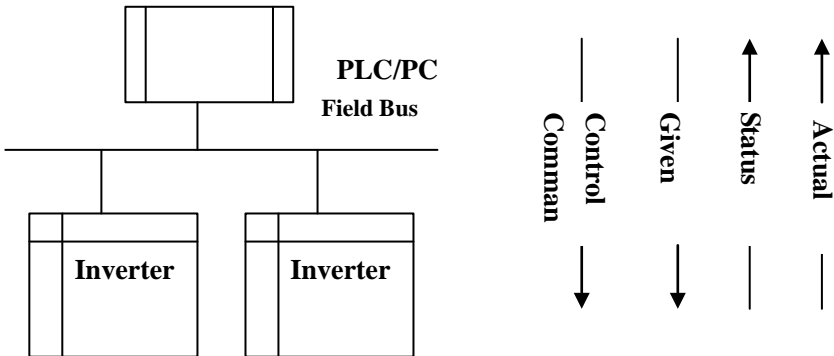 PLC/PC
Field Bus
Inverter
Inverter
Control
Comman
Given
Status
Actual